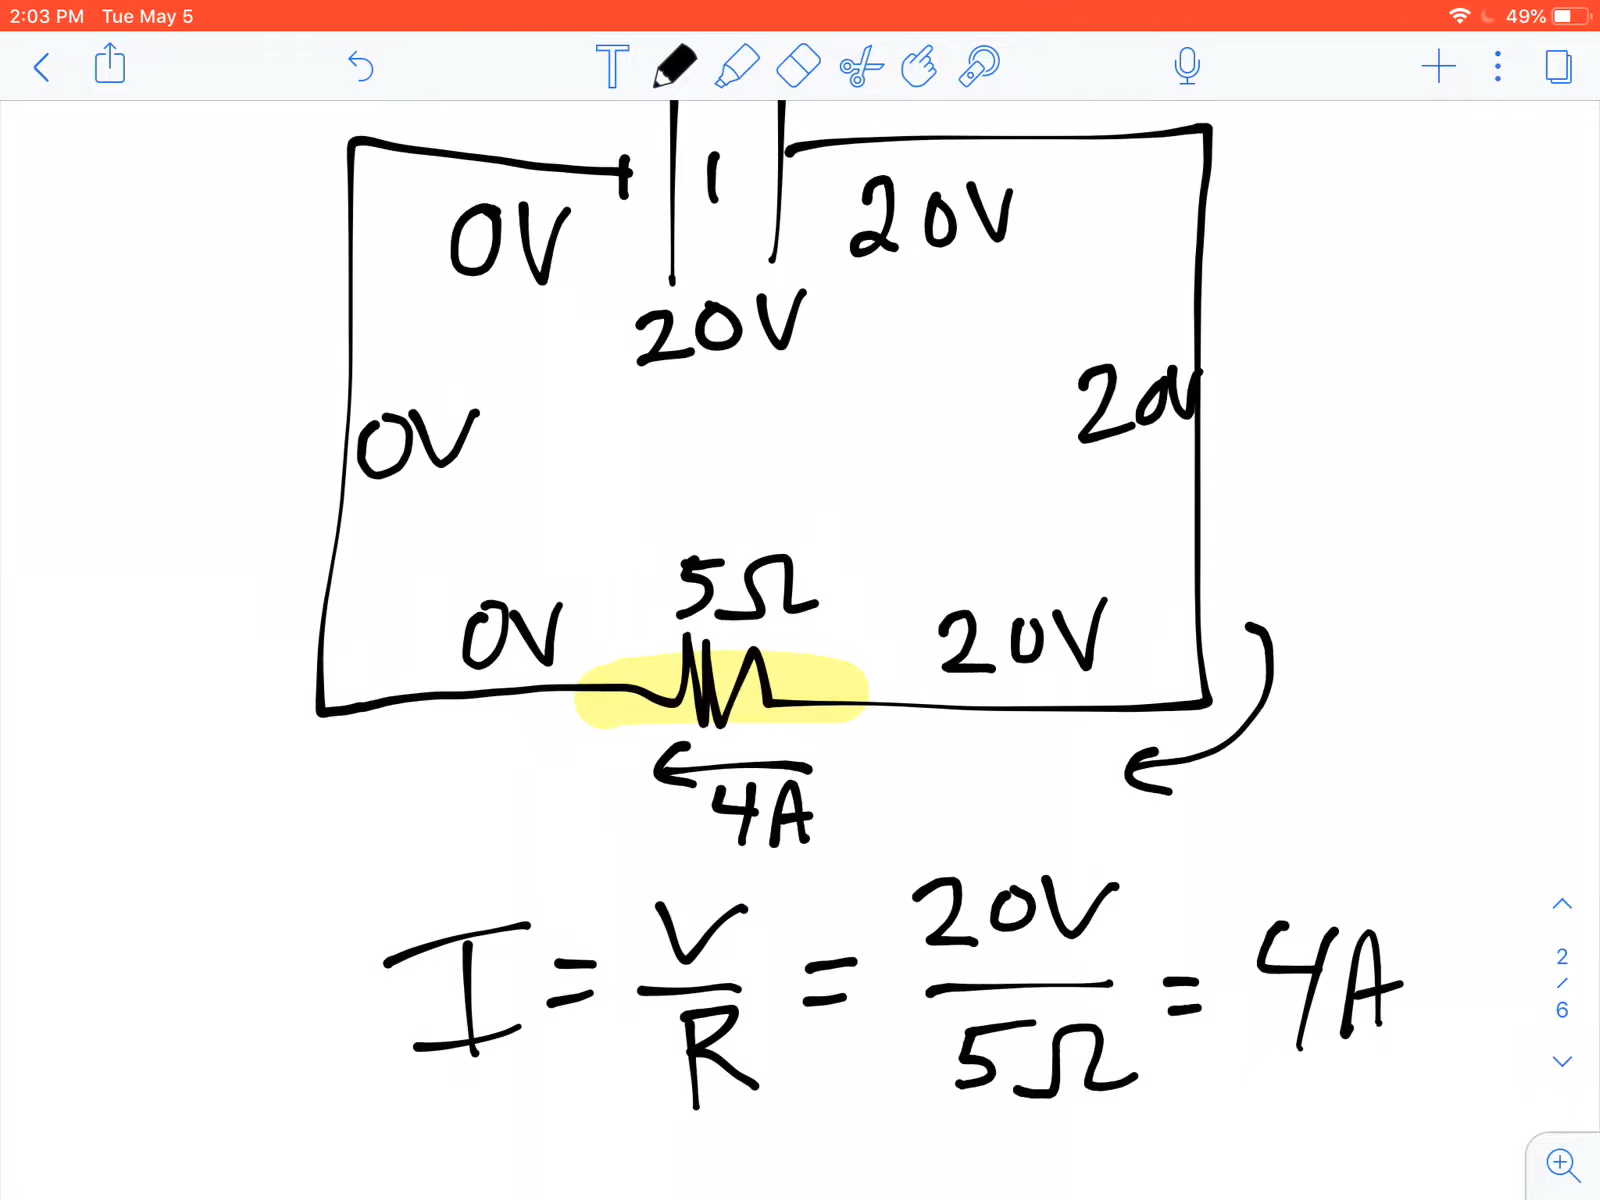 2:03 PM Tue May 5 49%
T
0V 20V
20V
20V
0V
5Ω
0V 20V
4A
I = V/R = 20V/5Ω = 4A
2
/
6